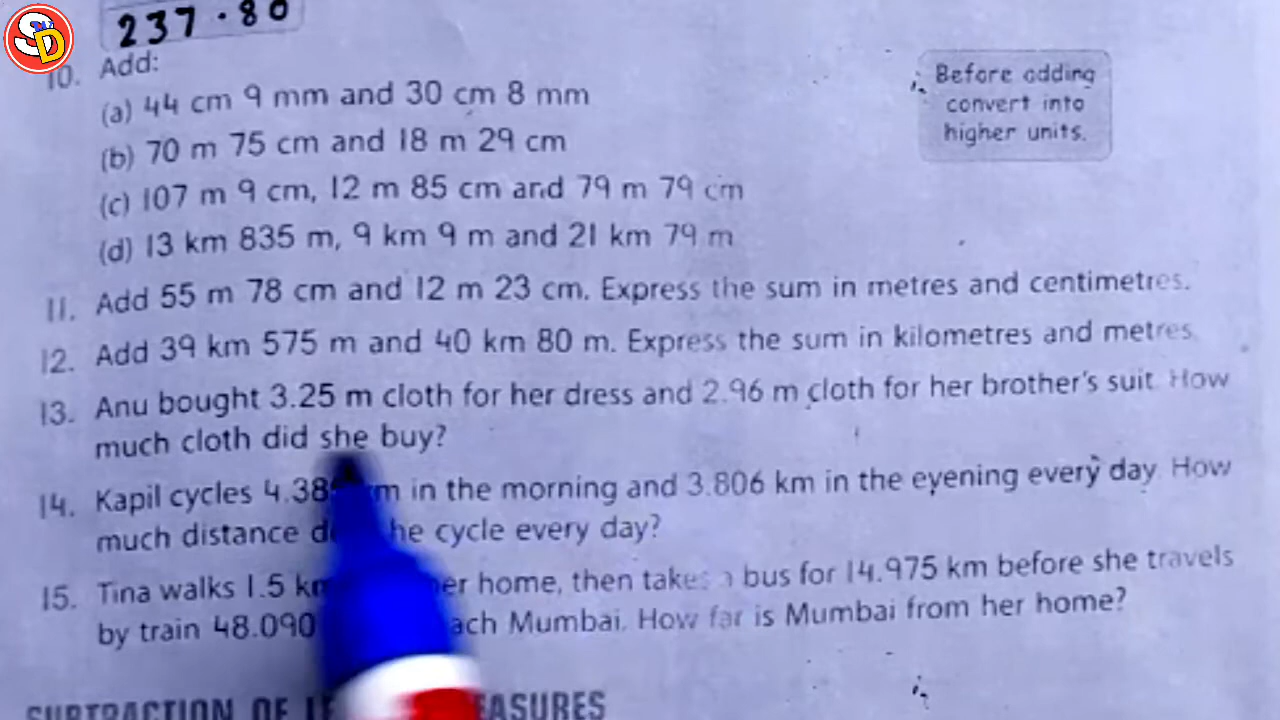 SD
237.80
10. Add:
(a) 44 cm 9 mm and 30 cm 8 mm
Before adding
convert into
higher units.
(b) 70 m 75 cm and 18 m 29 cm
(c) 107 m 9 cm, 12 m 85 cm and 79 m 79 cm
(d) 13 km 835 m, 9 km 9 m and 21 km 79 m
11. Add 55 m 78 cm and 12 m 23 cm. Express the sum in metres and centimetres.
12. Add 39 km 575 m and 40 km 80 m. Express the sum in kilometres and metres.
13. Anu bought 3.25 m cloth for her dress and 2.96 m cloth for her brother's suit. How
much cloth did she buy?
14. Kapil cycles in the morning and 3.806 km in the evening every day. How
much distance he cycle every day?
15. Tina walks 1.5 home, then takes a bus for 14.975 km before she travels
by train 48.090 Mumbai. How far is Mumbai from her home?
SUBTRACTION OF